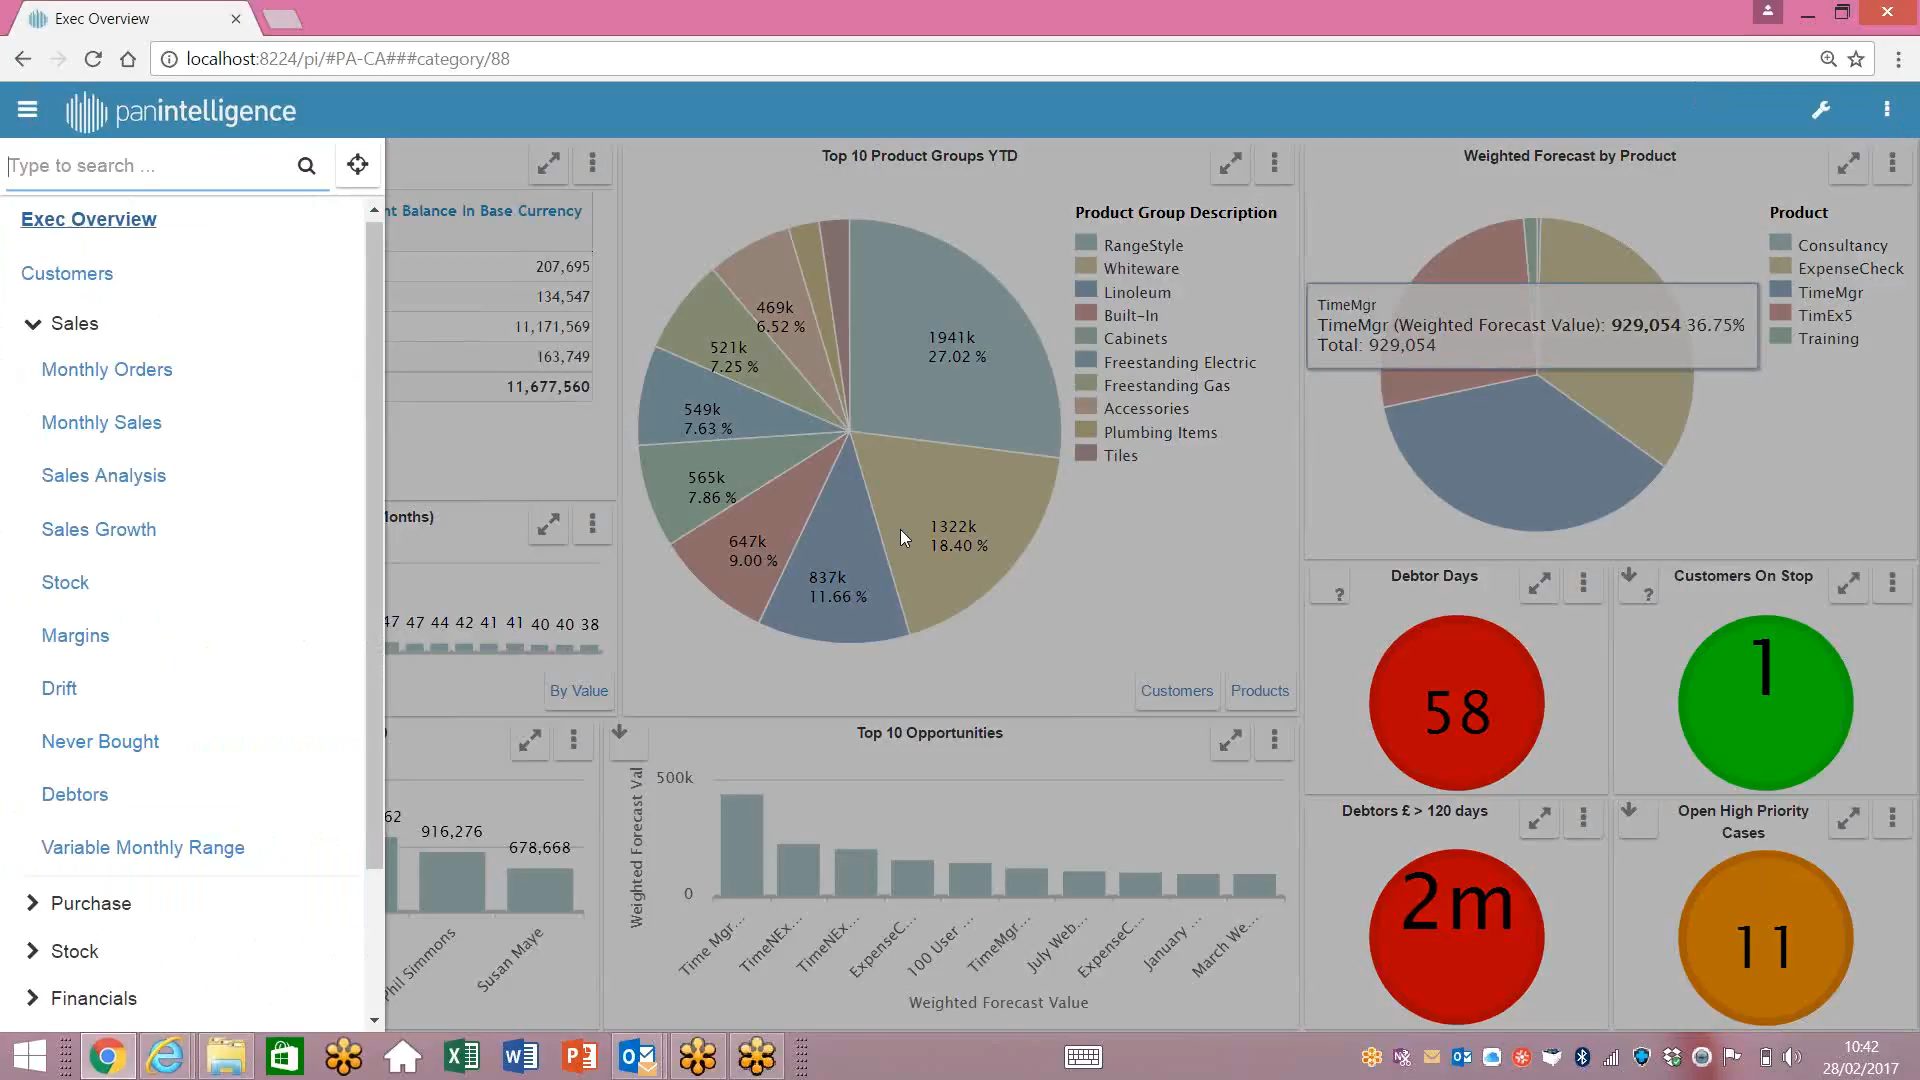 Exec Overview
localhost:8224/pi/#PA-CA###category/88
panintelligence
Type to search ...
Exec Overview
Customers
Sales
Monthly Orders
Monthly Sales
Sales Analysis
Sales Growth
Stock
Margins
Drift
Never Bought
Debtors
Variable Monthly Range
Purchase
Stock
Financials
nt Balance In Base Currency
207,695
134,547
11,171,569
163,749
11,677,560
Months)
47 47 44 42 41 41 40 40 38
By Value
62
916,276
678,668
Phil Simmons
Susan Maye
Top 10 Product Groups YTD
Product Group Description
RangeStyle
Whiteware
Linoleum
Built-In
Cabinets
Freestanding Electric
Freestanding Gas
Accessories
Plumbing Items
Tiles
1941k
27.02 %
1322k
18.40 %
837k
11.66 %
647k
9.00 %
565k
7.86 %
549k
7.63 %
521k
7.25 %
469k
6.52 %
Customers
Products
Top 10 Opportunities
Weighted Forecast Val
500k
0
Time Mgr...
TimeNEx...
TimeNEx...
ExpenseC...
100 User ...
TimeMgr...
July Web...
ExpenseC...
January ...
March We...
Weighted Forecast Value
Weighted Forecast by Product
Product
Consultancy
ExpenseCheck
TimeMgr
TimEx5
Training
TimeMgr
TimeMgr (Weighted Forecast Value): 929,054 36.75%
Total: 929,054
Debtor Days
?
58
Customers On Stop
?
1
Debtors £ > 120 days
2m
Open High Priority
Cases
11
10:42
28/02/2017